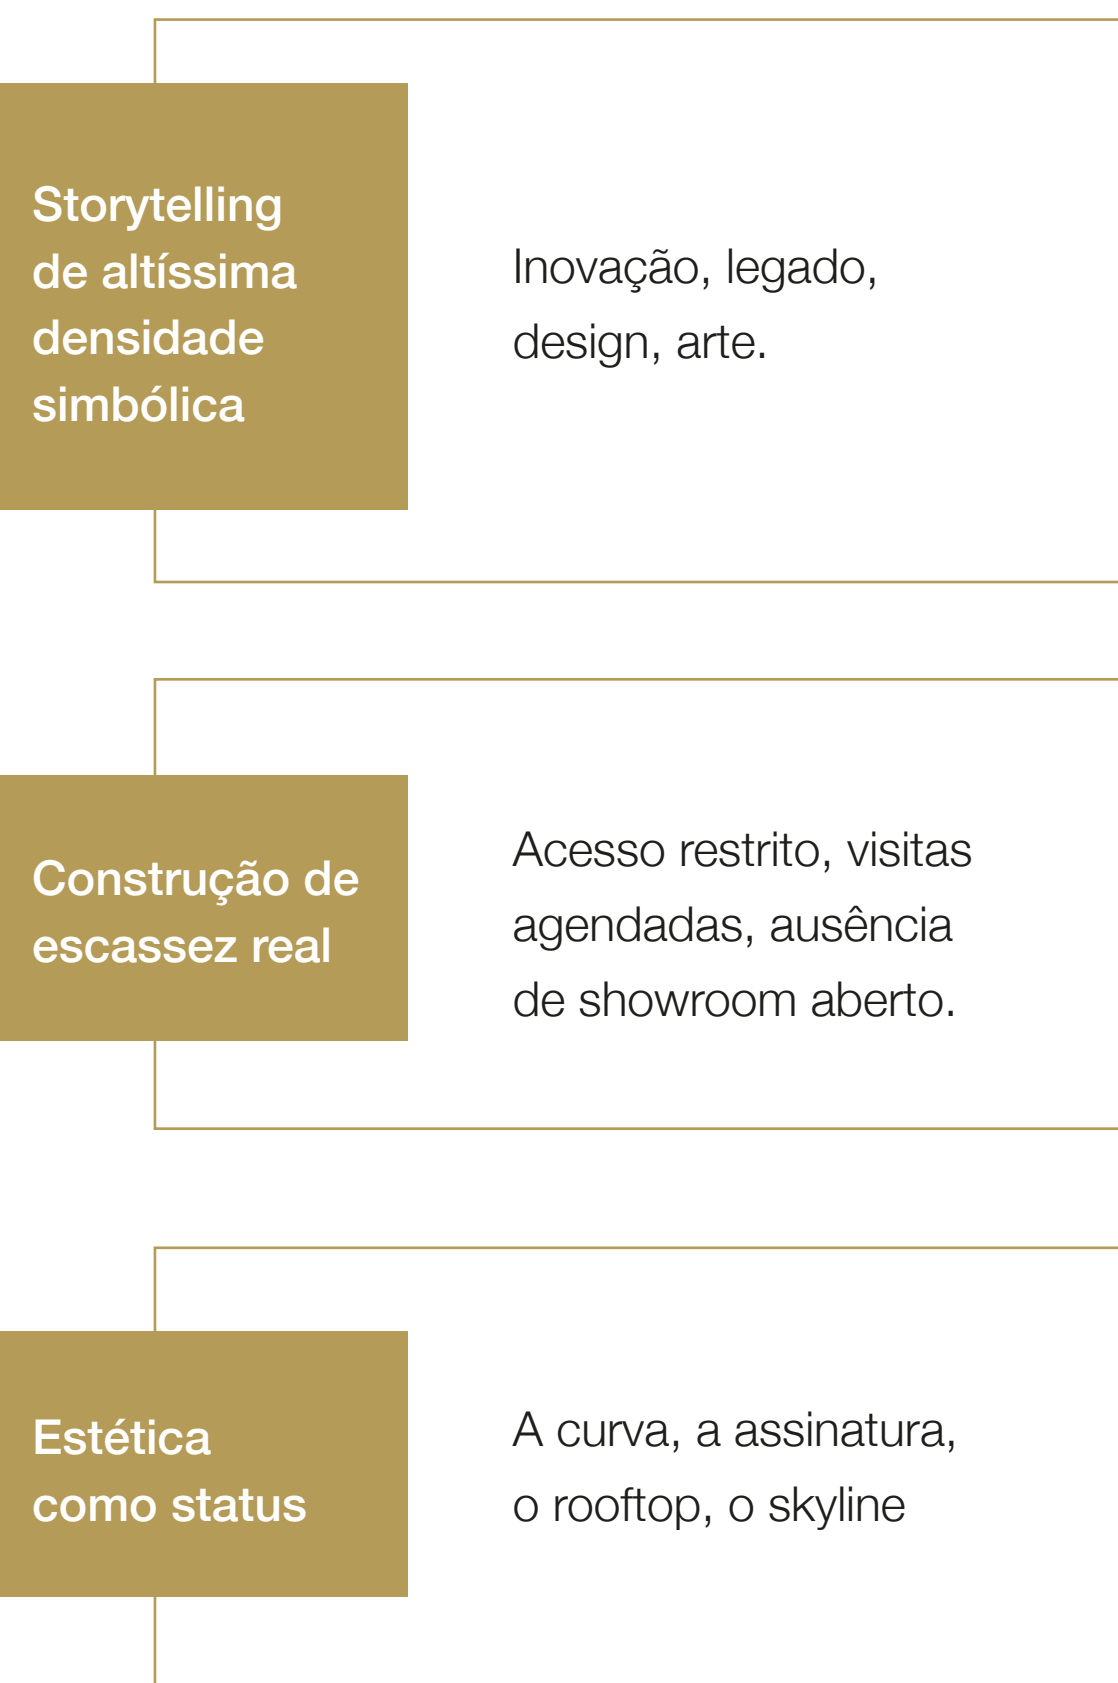 Storytelling
de altíssima
densidade
simbólica
Inovação, legado,
design, arte.
Construção de
escassez real
Acesso restrito, visitas
agendadas, ausência
de showroom aberto.
Estética
como status
A curva, a assinatura,
o rooftop, o skyline